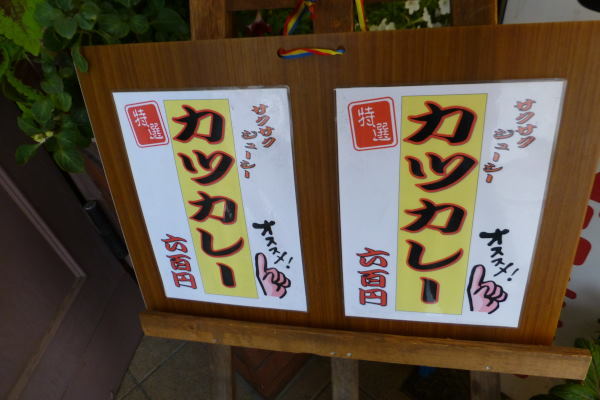 特選
カツカレー
サクサク
ジューシー
オススメ!
六百円
特選
カツカレー
サクサク
ジューシー
オススメ!
六百円